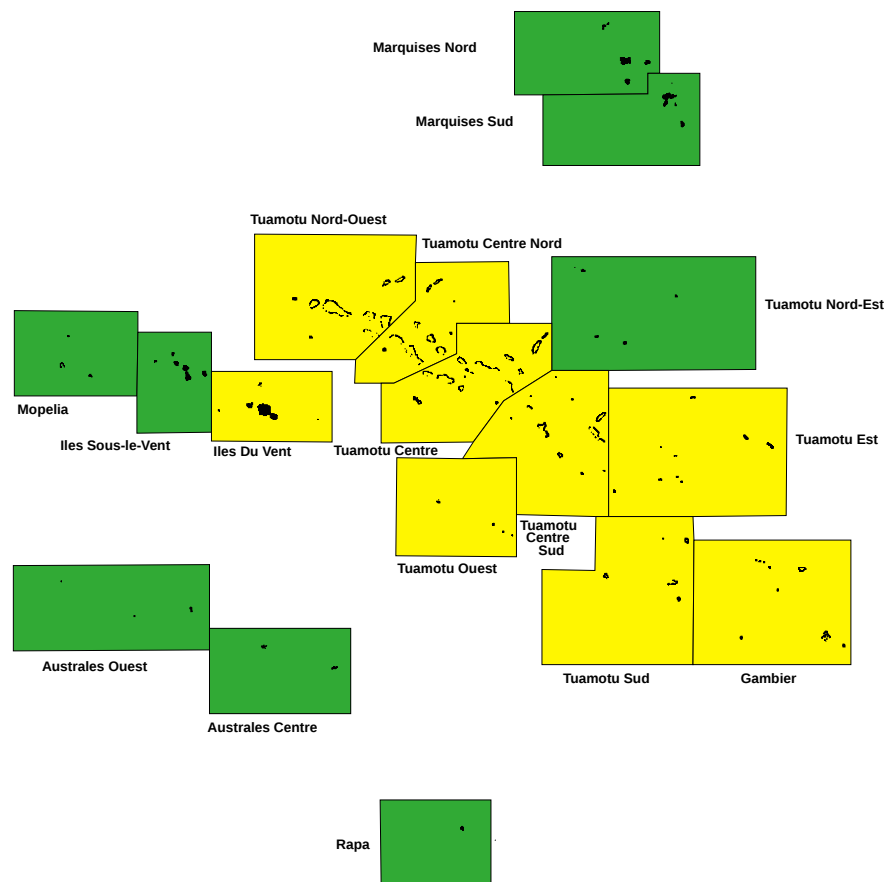 Marquises Nord
Marquises Sud
Tuamotu Nord-Ouest
Tuamotu Centre Nord
Tuamotu Nord-Est
Mopelia
Iles Sous-le-Vent
Iles Du Vent
Tuamotu Centre
Tuamotu Est
Tuamotu
Centre
Sud
Tuamotu Ouest
Australes Ouest
Tuamotu Sud
Gambier
Australes Centre
Rapa